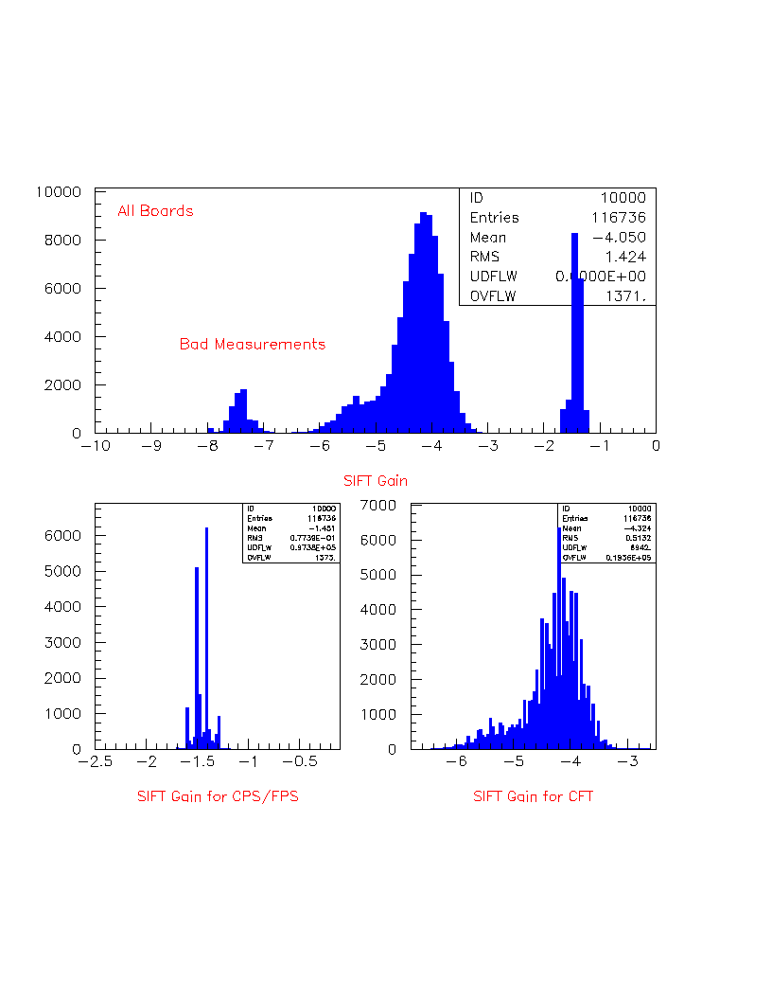 10000
8000
6000
4000
2000
0
All Boards
Bad Measurements
ID 10000
Entries 116736
Mean -4.050
RMS 1.424
UDFLW 0.0000E+00
OVFLW 1371.
-10 -9 -8 -7 -6 -5 -4 -3 -2 -1 0
SIFT Gain
6000
5000
4000
3000
2000
1000
0
ID 10000
Entries 116736
Mean -1.451
RMS 0.7739E-01
UDFLW 0.9738E+05
OVFLW 1373.
-2.5 -2 -1.5 -1 -0.5
SIFT Gain for CPS/FPS
7000
6000
5000
4000
3000
2000
1000
0
ID 10000
Entries 116736
Mean -4.324
RMS 0.5132
UDFLW 6942.
OVFLW 0.1936E+05
-6 -5 -4 -3
SIFT Gain for CFT